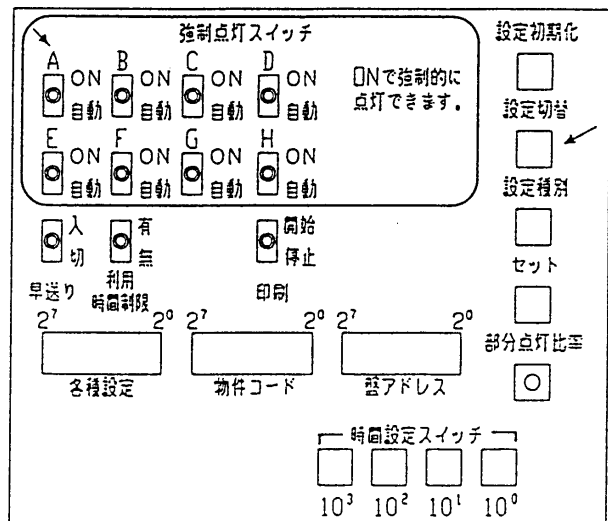 強制点灯スイッチ
A B C D
ON ON ON ON
自動 自動 自動 自動
ONで強制的に
点灯できます。
E F G H
ON ON ON ON
自動 自動 自動 自動
入
切
早送り
有
無
利用
時間制限
開始
停止
印刷
2⁷ 2⁰
各種設定
2⁷ 2⁰
物件コード
2⁷ 2⁰
盤アドレス
設定初期化
設定切替
設定種別
セット
部分点灯比率
時間設定スイッチ
10³ 10² 10¹ 10⁰